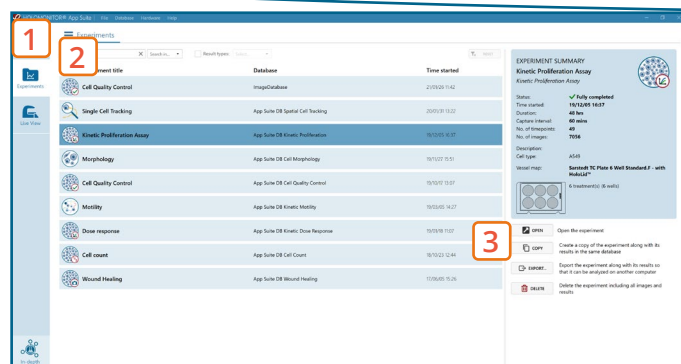 HOLOMONITOR® App Suite File Database Hardware Help
1
Experiments
2
Search in...
Result types:
Experiment title Database Time started
Cell Quality Control ImageDatabase 21/05/26 11:42
Single Cell Tracking App Suite DB Spatial Cell Tracking 20/01/31 13:22
Kinetic Proliferation Assay App Suite DB Kinetic Proliferation 19/12/05 16:37
Morphology App Suite DB Cell Morphology 19/11/27 15:51
Cell Quality Control App Suite DB Cell Quality Control 19/10/17 13:07
Motility App Suite DB Kinetic Motility 19/05/02 14:27
Dose response App Suite DB Kinetic Dose Response 19/03/18 11:07
Cell count App Suite DB Cell Count 18/10/23 12:44
Wound Healing App Suite DB Wound Healing 17/06/05 15:26
Experiments
Live View
In-depth
EXPERIMENT SUMMARY
Kinetic Proliferation Assay
Kinetic Proliferation Assay
Status: Fully completed
Time started: 19/12/05 16:37
Duration: 48 hrs
Capture interval: 60 mins
No. of timepoints: 49
No. of images: 7056
Description:
Cell type: A549
Vessel map: Sarstedt TC Plate 6 Well Standard.F - with
HoloLid™
6 treatment(s) (6 wells)
3
OPEN Open the experiment
COPY Create a copy of the experiment along with its
results in the same database
EXPORT... Export the experiment along with its results so
that it can be analyzed on another computer
DELETE Delete the experiment including all images and
results